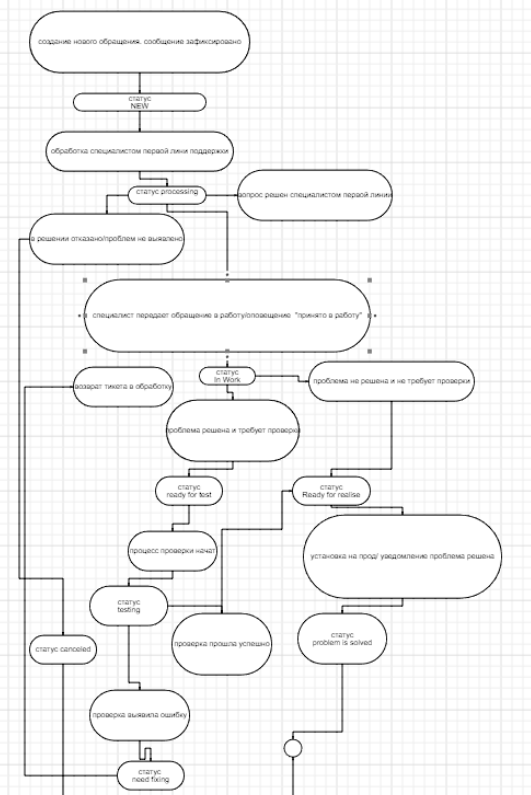 создание нового обращения. сообщение зафиксировано
статус
NEW
обработка специалистом первой лини поддержки
статус processing
вопрос решен специалистом первой линии
в решении отказано/проблем не выявлено
специалист передает обращение в работу/оповещение "принято в работу"
статус
In Work
проблема не решена и не требует проверки
возврат тикета в обработку
проблема решена и требует проверки
статус
ready for test
статус
Ready for realise
процесс проверки начат
установка на прод/ уведомление проблема решена
статус
testing
статус
problem is solved
проверка прошла успешно
статус canceled
проверка выявила ошибку
статус
need fixing